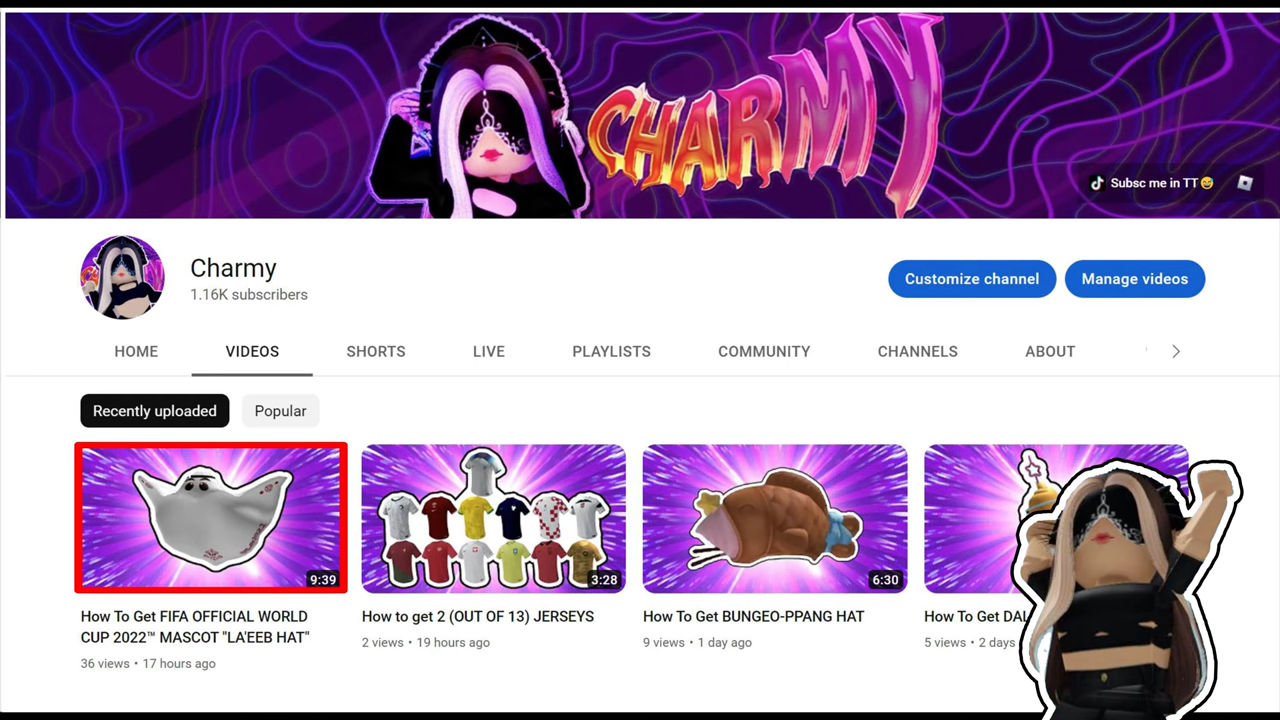 CHARMY
Subsc me in TT😅
Charmy
1.16K subscribers
Customize channel
Manage videos
HOME
VIDEOS
SHORTS
LIVE
PLAYLISTS
COMMUNITY
CHANNELS
ABOUT
Recently uploaded
Popular
9:39
3:28
6:30
How To Get FIFA OFFICIAL WORLD
CUP 2022™ MASCOT "LA'EEB HAT"
36 views • 17 hours ago
How to get 2 (OUT OF 13) JERSEYS
2 views • 19 hours ago
How To Get BUNGEO-PPANG HAT
9 views • 1 day ago
How To Get
5 views • 2 days